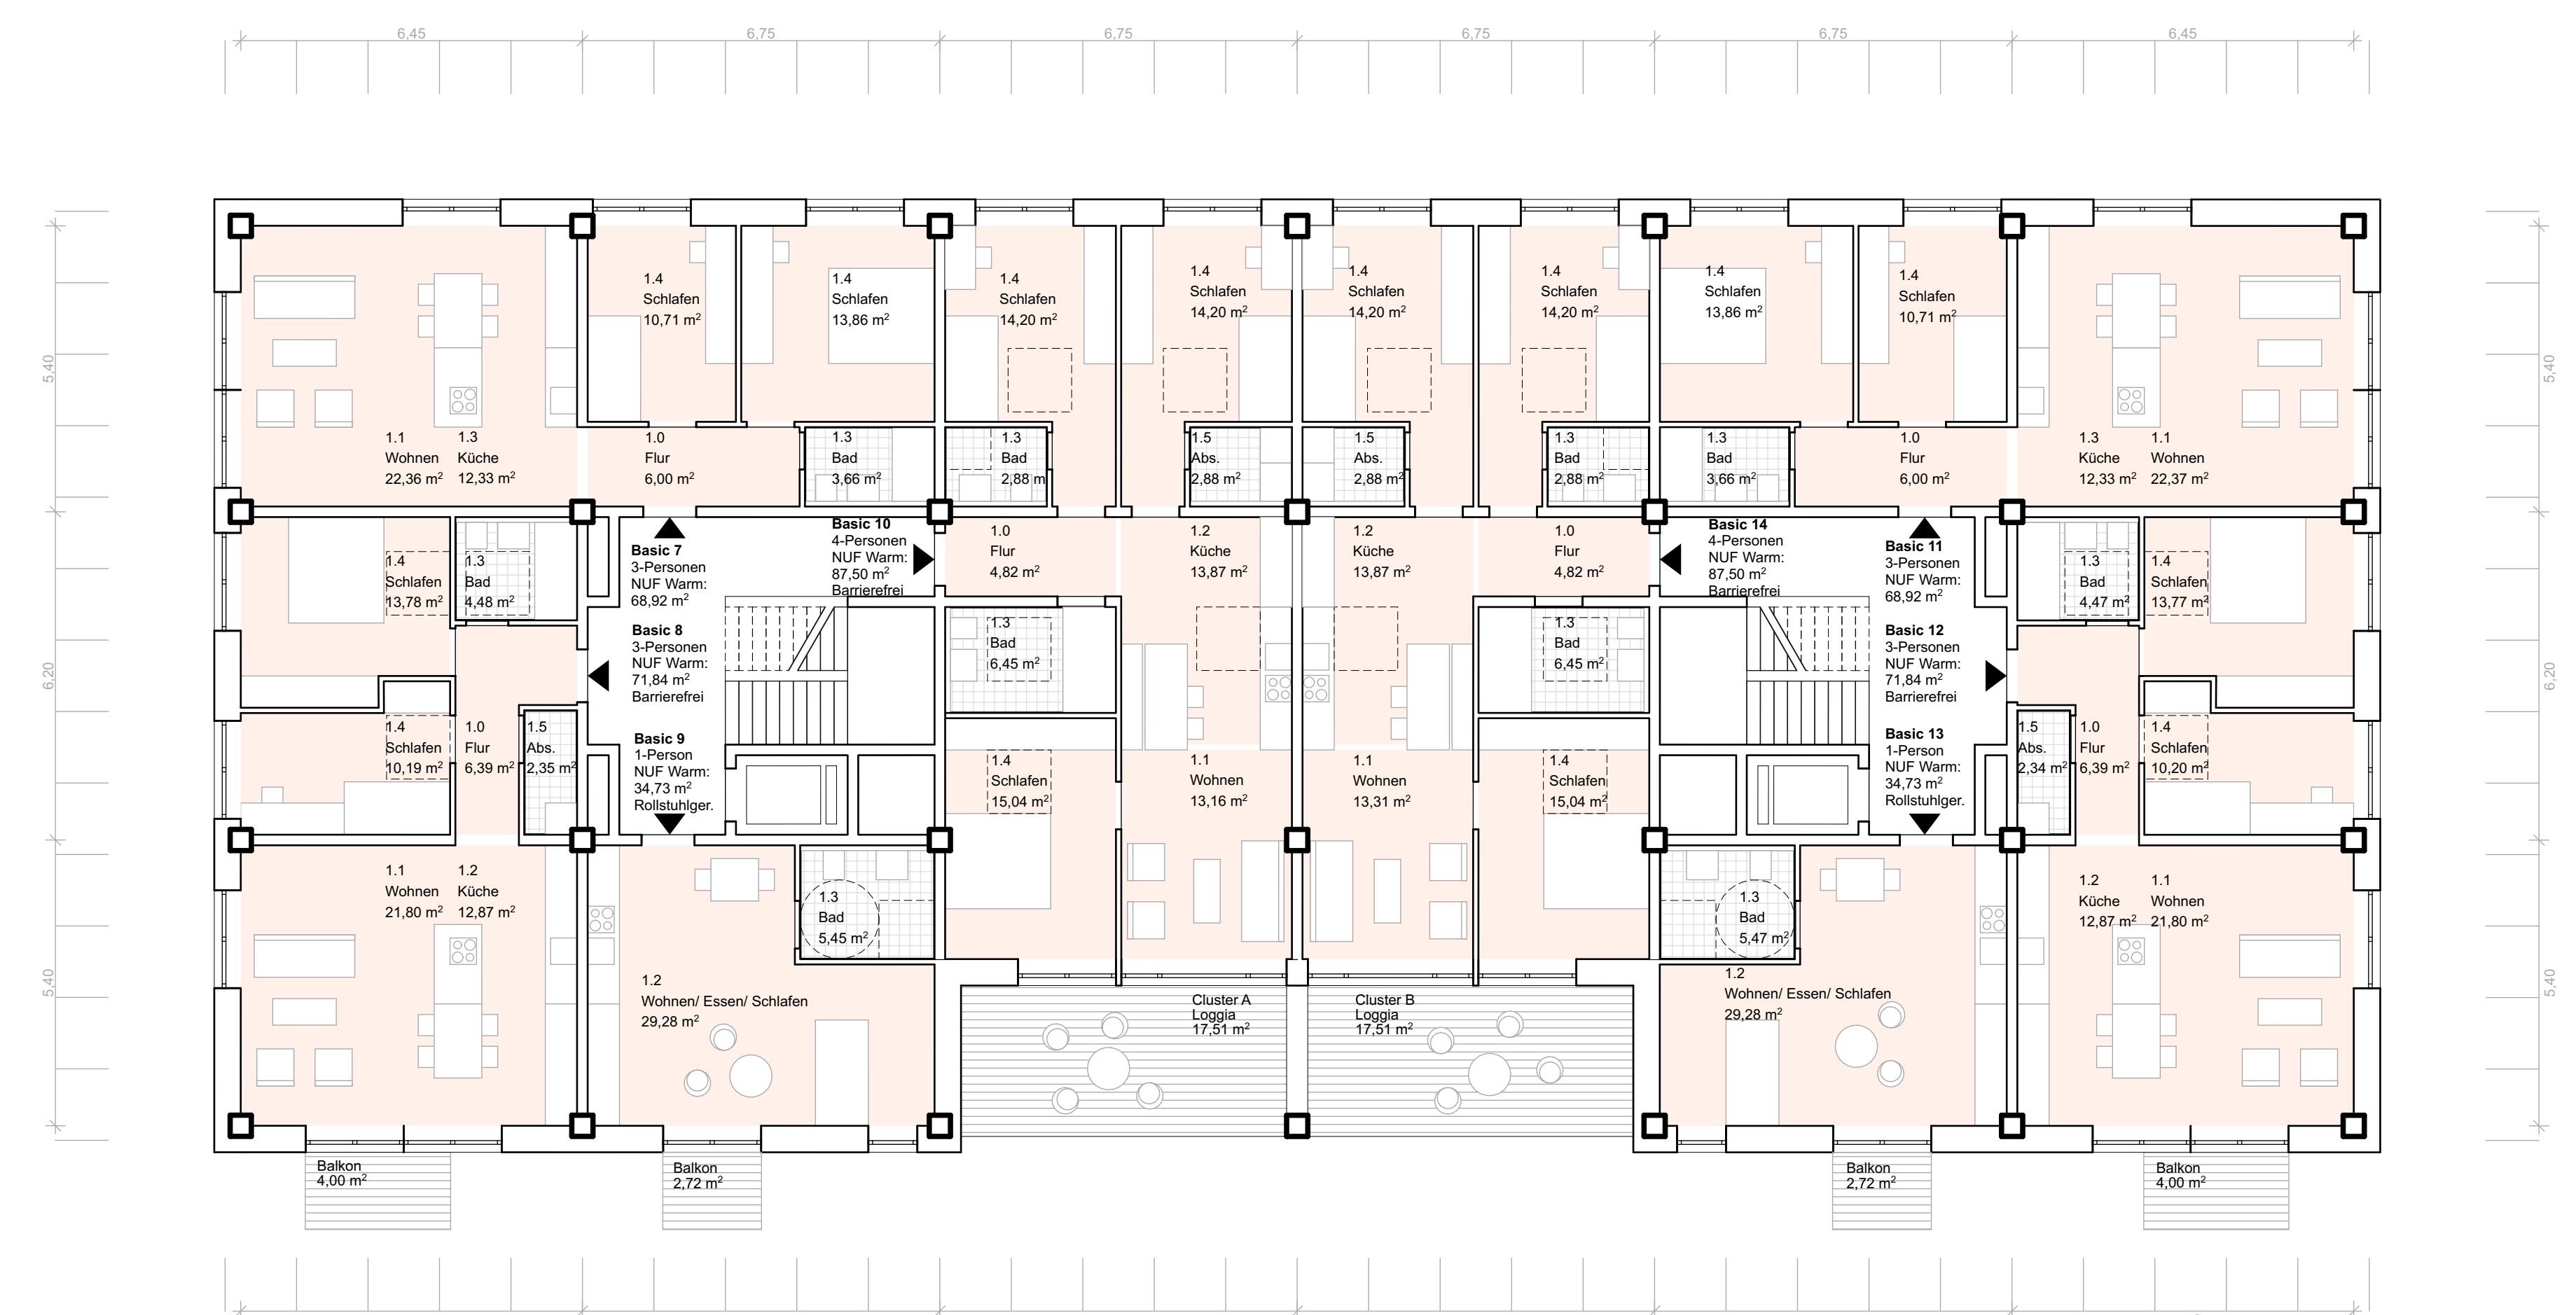 6,45
6,75
6,75
6,75
6,75
6,45
5,40
6,20
5,40
5,40
6,20
5,40
1.1
Wohnen
22,36 m²
1.3
Küche
12,33 m²
1.4
Schlafen
10,71 m²
1.4
Schlafen
13,86 m²
1.0
Flur
6,00 m²
1.3
Bad
3,66 m²
1.4
Schlafen
14,20 m²
1.3
Bad
2,88 m
1.4
Schlafen
14,20 m²
1.5
Abs.
2,88 m²
1.4
Schlafen
14,20 m²
1.5
Abs.
2,88 m²
1.4
Schlafen
14,20 m²
1.3
Bad
2,88 m²
1.4
Schlafen
13,86 m²
1.3
Bad
3,66 m²
1.4
Schlafen
10,71 m²
1.0
Flur
6,00 m²
1.3
Küche
12,33 m²
1.1
Wohnen
22,37 m²
1.4
Schlafen
13,78 m²
1.3
Bad
4,48 m²
Basic 7
3-Personen
NUF Warm:
68,92 m²
Basic 8
3-Personen
NUF Warm:
71,84 m²
Barrierefrei
Basic 9
1-Person
NUF Warm:
34,73 m²
Rollstuhlger.
Basic 10
4-Personen
NUF Warm:
87,50 m²
Barrierefrei
1.0
Flur
4,82 m²
1.2
Küche
13,87 m²
1.2
Küche
13,87 m²
1.0
Flur
4,82 m²
Basic 14
4-Personen
NUF Warm:
87,50 m²
Barrierefrei
Basic 11
3-Personen
NUF Warm:
68,92 m²
Basic 12
3-Personen
NUF Warm:
71,84 m²
Barrierefrei
Basic 13
1-Person
NUF Warm:
34,73 m²
Rollstuhlger.
1.3
Bad
4,47 m²
1.4
Schlafen
13,77 m²
1.3
Bad
6,45 m²
1.3
Bad
6,45 m²
1.4
Schlafen
10,19 m²
1.0
Flur
6,39 m²
1.5
Abs.
2,35 m²
1.4
Schlafen
15,04 m²
1.1
Wohnen
13,16 m²
1.1
Wohnen
13,31 m²
1.4
Schlafen
15,04 m²
1.5
Abs.
2,34 m²
1.0
Flur
6,39 m²
1.4
Schlafen
10,20 m²
1.1
Wohnen
21,80 m²
1.2
Küche
12,87 m²
1.3
Bad
5,45 m²
1.2
Wohnen/ Essen/ Schlafen
29,28 m²
Cluster A
Loggia
17,51 m²
Cluster B
Loggia
17,51 m²
1.3
Bad
5,47 m²
1.2
Wohnen/ Essen/ Schlafen
29,28 m²
1.2
Küche
12,87 m²
1.1
Wohnen
21,80 m²
Balkon
4,00 m²
Balkon
2,72 m²
Balkon
2,72 m²
Balkon
4,00 m²